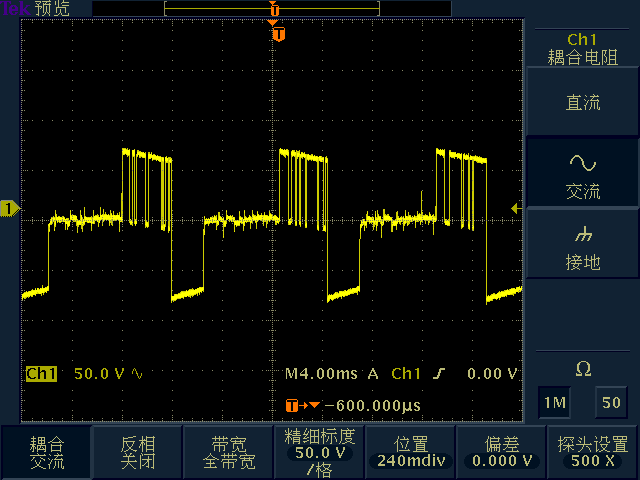 Tek 预览
T
T
Ch1
耦合电阻
直流
交流
接地
1
Ch1 50.0 V M4.00ms A Ch1 0.00 V
T→▼ −600.000µs
Ω
1M 50
耦合
交流
反相
关闭
带宽
全带宽
精细标度
50.0 V
/格
位置
240mdiv
偏差
0.000 V
探头设置
500 X